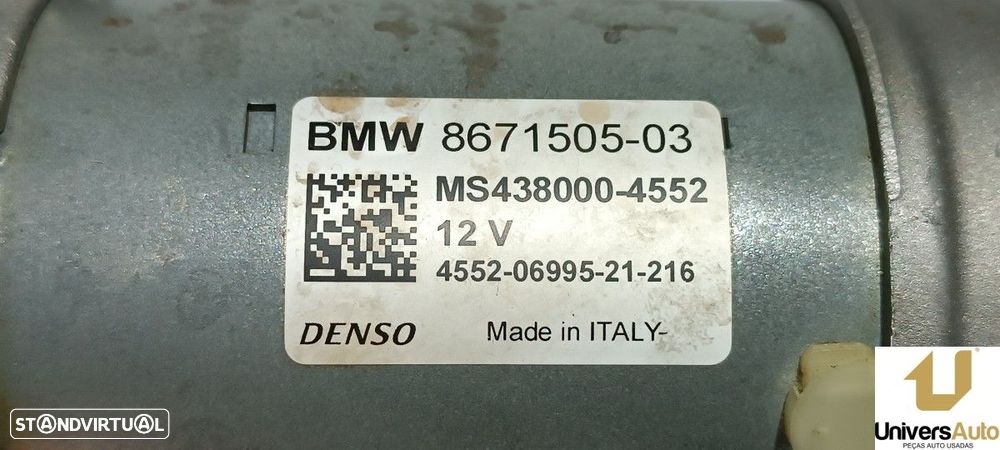 BMW 8671505-03
MS438000-4552
12 V
4552-06995-21-216
DENSO Made in ITALY-
STANDVIRTUAL
UniversAuto
PEÇAS AUTO USADAS